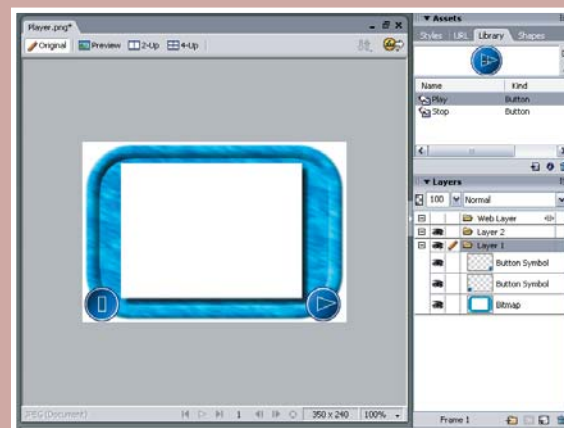 Player.png*
Original Preview 2-Up 4-Up
JPEG (Document)
1
350 x 240
100%
Assets
Styles URL Library Shapes
Name Kind
Play Button
Stop Button
Layers
100 Normal
Web Layer
Layer 2
Layer 1
Button Symbol
Button Symbol
Bitmap
Frame 1